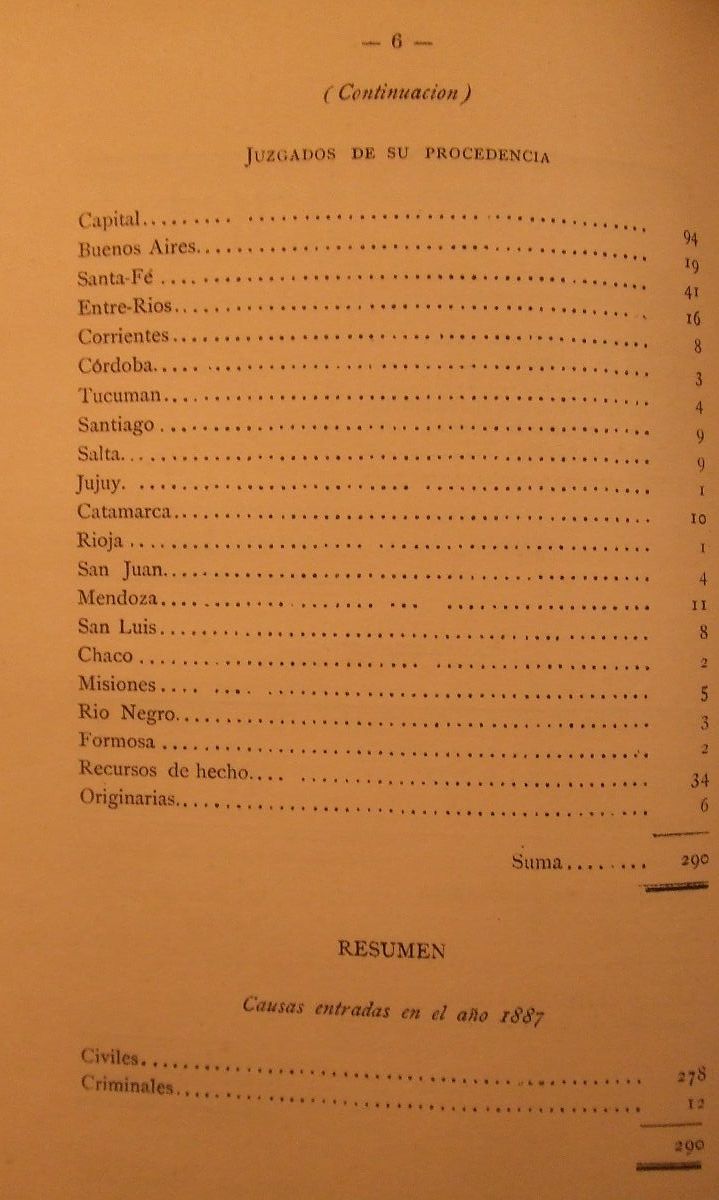 — 6 —
( Continuacion )
JUZGADOS DE SU PROCEDENCIA
Capital......... ........................................ 94
Buenos Aires............................................. 19
Santa-Fé ................................................ 41
Entre-Rios............................................... 16
Corrientes............................................... 8
Córdoba..... ............................................ 3
Tucuman.................................................. 4
Santiago ................................................ 9
Salta.................................................... 9
Jujuy. ........................ ......................... 1
Catamarca................................................ 10
Rioja ..................... ............................. 1
San Juan................................................. 4
Mendoza.... ................. ... ..................... 11
San Luis................................................. 8
Chaco ......................... ...................... 2
Misiones .... .... ...................................... 5
Rio Negro................................................ 3
Formosa ................................................. 2
Recursos de hecho.... ................................... 34
Originarias.............................................. 6
Suma........ 290
RESUMEN
Causas entradas en el año 1887
Civiles.................................................. 278
Criminales............................................... 12
290